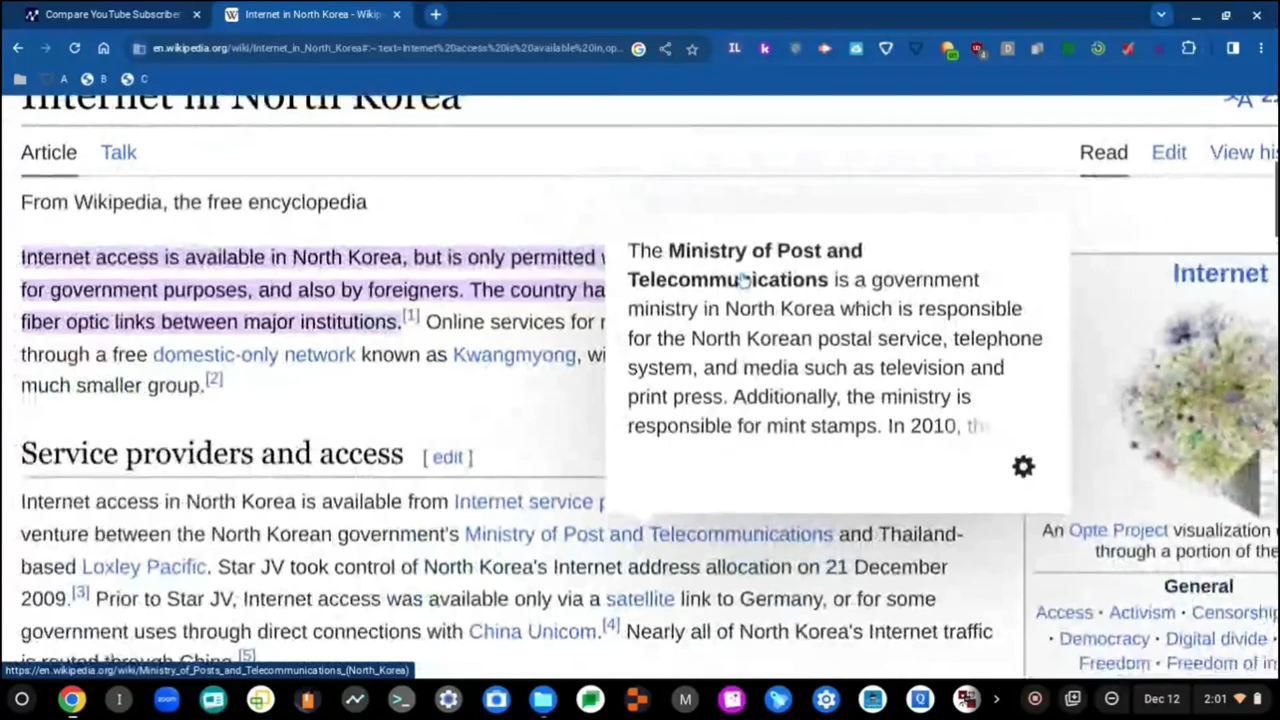 Compare YouTube Subscriber
Internet in North Korea - Wikip
en.wikipedia.org/wiki/Internet_in_North_Korea#:~:text=Internet%20access%20is%20available%20in,op...
A B C
Internet in North Korea
Article Talk
Read Edit View his
From Wikipedia, the free encyclopedia
Internet access is available in North Korea, but is only permitted
for government purposes, and also by foreigners. The country ha
fiber optic links between major institutions.[1] Online services for
through a free domestic-only network known as Kwangmyong, wi
much smaller group.[2]
The Ministry of Post and
Telecommunications is a government
ministry in North Korea which is responsible
for the North Korean postal service, telephone
system, and media such as television and
print press. Additionally, the ministry is
responsible for mint stamps. In 2010, th
Service providers and access [ edit ]
Internet access in North Korea is available from Internet service p
venture between the North Korean government's Ministry of Post and Telecommunications and Thailand-
based Loxley Pacific. Star JV took control of North Korea's Internet address allocation on 21 December
2009.[3] Prior to Star JV, Internet access was available only via a satellite link to Germany, or for some
government uses through direct connections with China Unicom.[4] Nearly all of North Korea's Internet traffic
is routed through China.[5]
Internet
An Opte Project visualization
through a portion of the
General
Access · Activism · Censorship
· Democracy · Digital divide ·
Freedom · Freedom of in
https://en.wikipedia.org/wiki/Ministry_of_Posts_and_Telecommunications_(North_Korea)
Dec 12 2:01